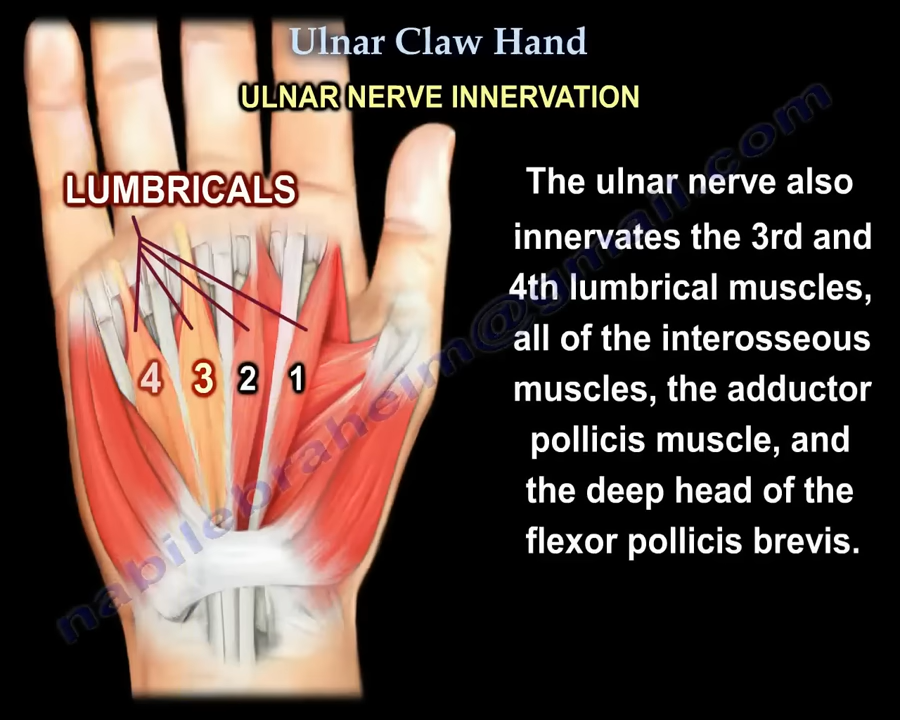 Ulnar Claw Hand
ULNAR NERVE INNERVATION
LUMBRICALS
The ulnar nerve also
innervates the 3rd and
4th lumbrical muscles,
all of the interosseous
muscles, the adductor
pollicis muscle, and
the deep head of the
flexor pollicis brevis.
4 3 2 1
nabilebraheim@gmail.com